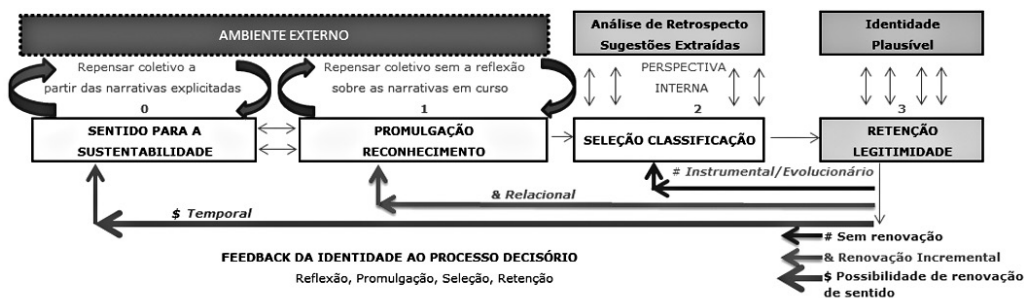 AMBIENTE EXTERNO
Análise de Retrospecto
Sugestões Extraídas
Identidade
Plausível
Repensar coletivo a
partir das narrativas explicitadas
0
Repensar coletivo sem a reflexão
sobre as narrativas em curso
1
PERSPECTIVA
INTERNA
2
3
SENTIDO PARA A
SUSTENTABILIDADE
PROMULGAÇÃO
RECONHECIMENTO
SELEÇÃO CLASSIFICAÇÃO
RETENÇÃO
LEGITIMIDADE
# Instrumental/Evolucionário
& Relacional
$ Temporal
# Sem renovação
& Renovação Incremental
$ Possibilidade de renovação
de sentido
FEEDBACK DA IDENTIDADE AO PROCESSO DECISÓRIO
Reflexão, Promulgação, Seleção, Retenção